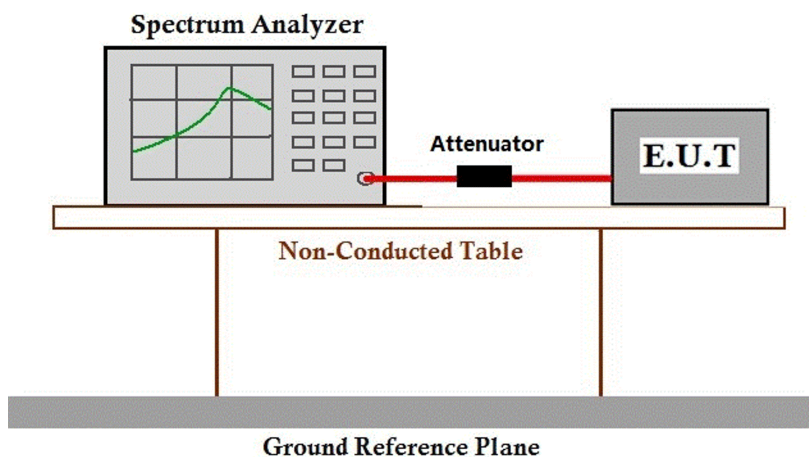 Spectrum Analyzer
Attenuator
E.U.T
Non-Conducted Table
Ground Reference Plane